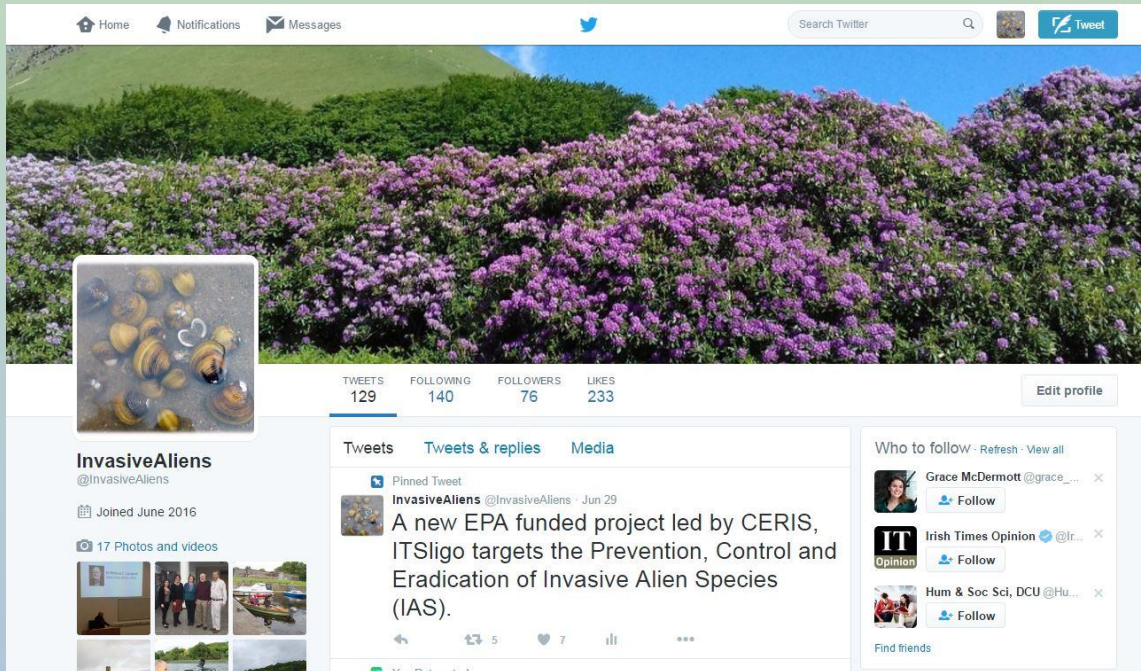 Home
Notifications
Messages
Search Twitter
Tweet
TWEETS
129
FOLLOWING
140
FOLLOWERS
76
LIKES
233
Edit profile
InvasiveAliens
@InvasiveAliens
Joined June 2016
17 Photos and videos
Tweets
Tweets & replies
Media
Pinned Tweet
InvasiveAliens @InvasiveAliens · Jun 29
A new EPA funded project led by CERIS,
ITSligo targets the Prevention, Control and
Eradication of Invasive Alien Species
(IAS).
5
7
Who to follow · Refresh · View all
Grace McDermott @grace_...
Follow
IT
Opinion
Irish Times Opinion @Ir...
Follow
Hum & Soc Sci, DCU @Hu...
Follow
Find friends